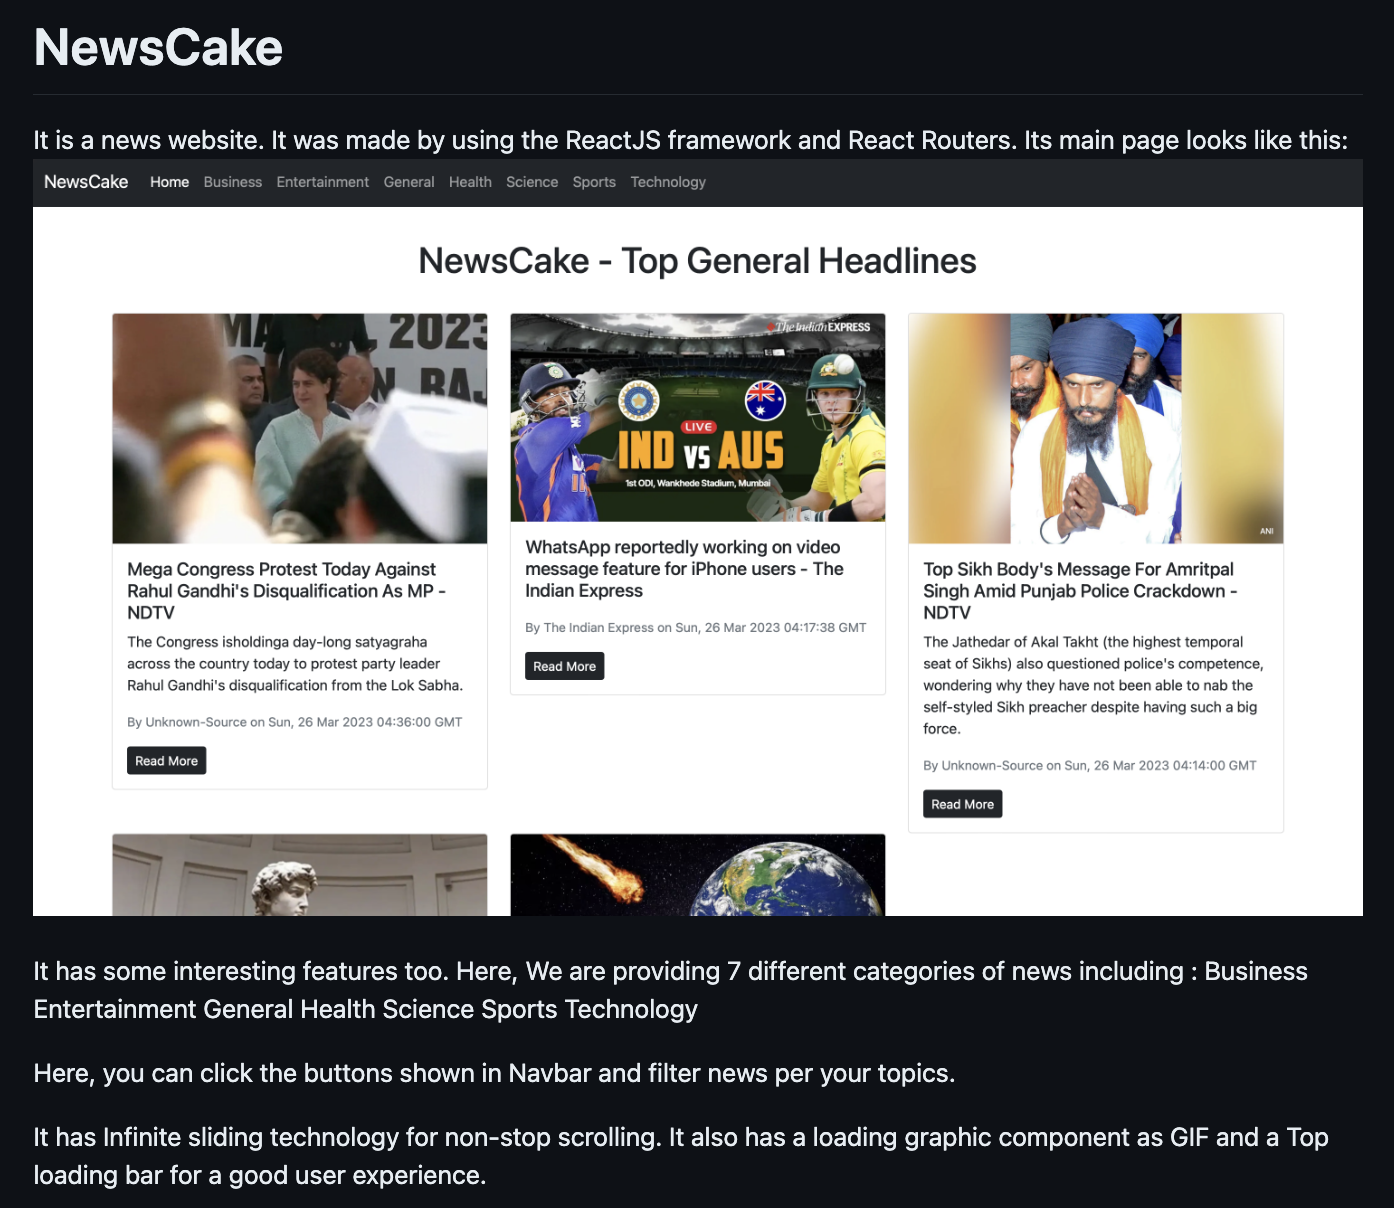 NewsCake
It is a news website. It was made by using the ReactJS framework and React Routers. Its main page looks like this:
NewsCake Home Business Entertainment General Health Science Sports Technology
NewsCake - Top General Headlines
2023
Mega Congress Protest Today Against
Rahul Gandhi's Disqualification As MP -
NDTV
The Congress isholdinga day-long satyagraha
across the country today to protest party leader
Rahul Gandhi's disqualification from the Lok Sabha.
By Unknown-Source on Sun, 26 Mar 2023 04:36:00 GMT
Read More
The Indian EXPRESS
LIVE
IND vs AUS
1st ODI, Wankhede Stadium, Mumbai
WhatsApp reportedly working on video
message feature for iPhone users - The
Indian Express
By The Indian Express on Sun, 26 Mar 2023 04:17:38 GMT
Read More
ANI
Top Sikh Body's Message For Amritpal
Singh Amid Punjab Police Crackdown -
NDTV
The Jathedar of Akal Takht (the highest temporal
seat of Sikhs) also questioned police's competence,
wondering why they have not been able to nab the
self-styled Sikh preacher despite having such a big
force.
By Unknown-Source on Sun, 26 Mar 2023 04:14:00 GMT
Read More
It has some interesting features too. Here, We are providing 7 different categories of news including : Business
Entertainment General Health Science Sports Technology
Here, you can click the buttons shown in Navbar and filter news per your topics.
It has Infinite sliding technology for non-stop scrolling. It also has a loading graphic component as GIF and a Top
loading bar for a good user experience.